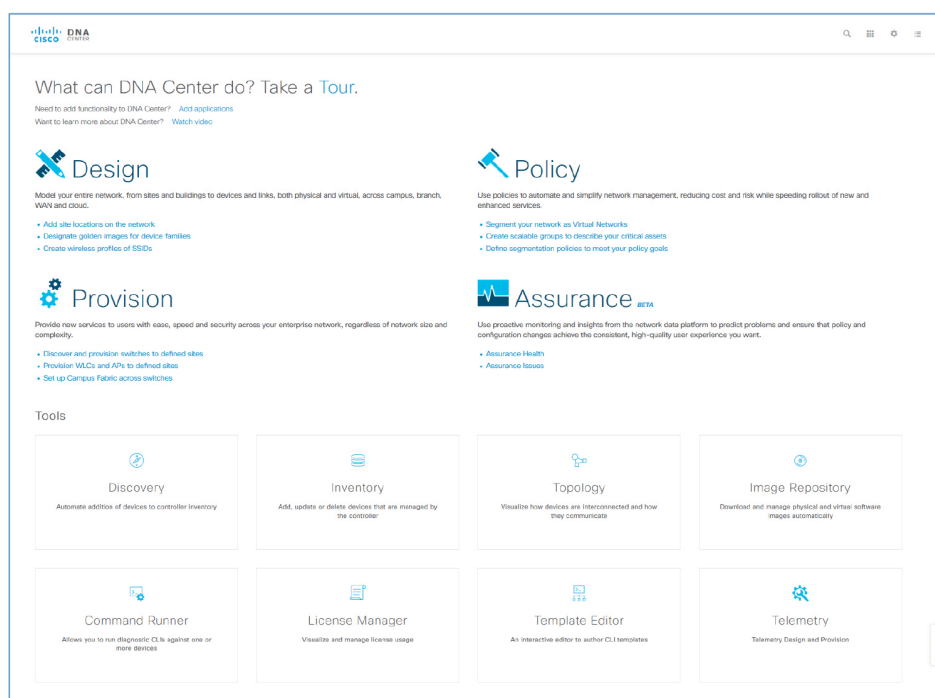 CISCO DNA CENTER
What can DNA Center do? Take a Tour.
Need to add functionality to DNA Center? Add applications
Want to learn more about DNA Center? Watch video
Design
Model your entire network, from sites and buildings to devices and links, both physical and virtual, across campus, branch,
WAN and cloud.
• Add site locations on the network
• Designate golden images for device families
• Create wireless profiles of SSIDs
Policy
Use policies to automate and simplify network management, reducing cost and risk while speeding rollout of new and
enhanced services.
• Segment your network as Virtual Networks
• Create scalable groups to describe your critical assets
• Define segmentation policies to meet your policy goals
Provision
Provide new services to users with ease, speed and security across your enterprise network, regardless of network size and
complexity.
• Discover and provision switches to defined sites
• Provision WLCs and APs to defined sites
• Set up Campus Fabric across switches
Assurance BETA
Use proactive monitoring and insights from the network data platform to predict problems and ensure that policy and
configuration changes achieve the consistent, high-quality user experience you want.
• Assurance Health
• Assurance Issues
Tools
Discovery
Automate addition of devices to controller inventory
Inventory
Add, update or delete devices that are managed by
the controller
Topology
Visualize how devices are interconnected and how
they communicate
Image Repository
Download and manage physical and virtual software
images automatically
Command Runner
Allows you to run diagnostic CLIs against one or
more devices
License Manager
Visualize and manage license usage
Template Editor
An interactive editor to author CLI templates
Telemetry
Telemetry Design and Provision